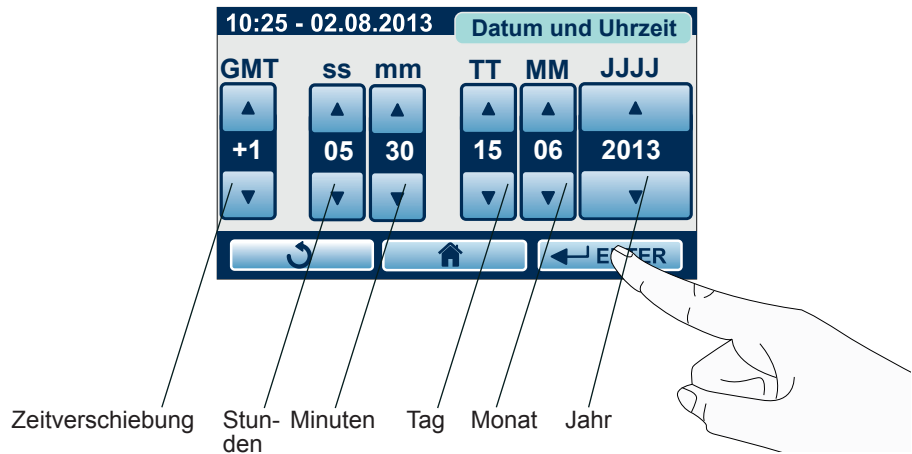 10:25 - 02.08.2013 Datum und Uhrzeit
GMT ss mm TT MM JJJJ
+1 05 30 15 06 2013
Zeitverschiebung Stun- Minuten Tag Monat Jahr
den